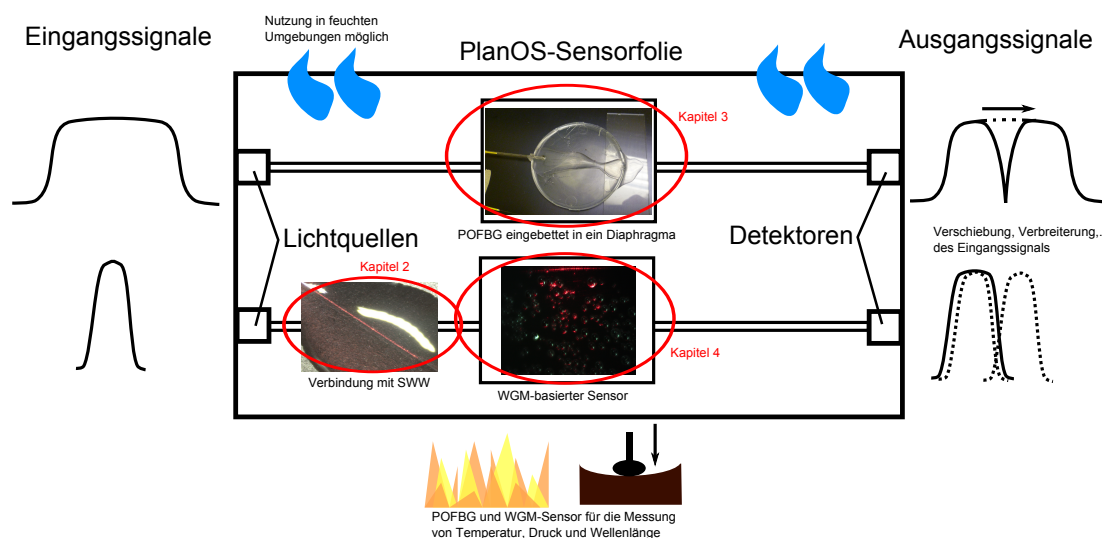 Nutzung in feuchten
Umgebungen möglich
Eingangssignale
PlanOS-Sensorfolie
Ausgangssignale
Kapitel 3
POFBG eingebettet in ein Diaphragma
Lichtquellen
Detektoren
Verschiebung, Verbreiterung,..
des Eingangssignals
Kapitel 2
Kapitel 4
Verbindung mit SWW
WGM-basierter Sensor
POFBG und WGM-Sensor für die Messung
von Temperatur, Druck und Wellenlänge